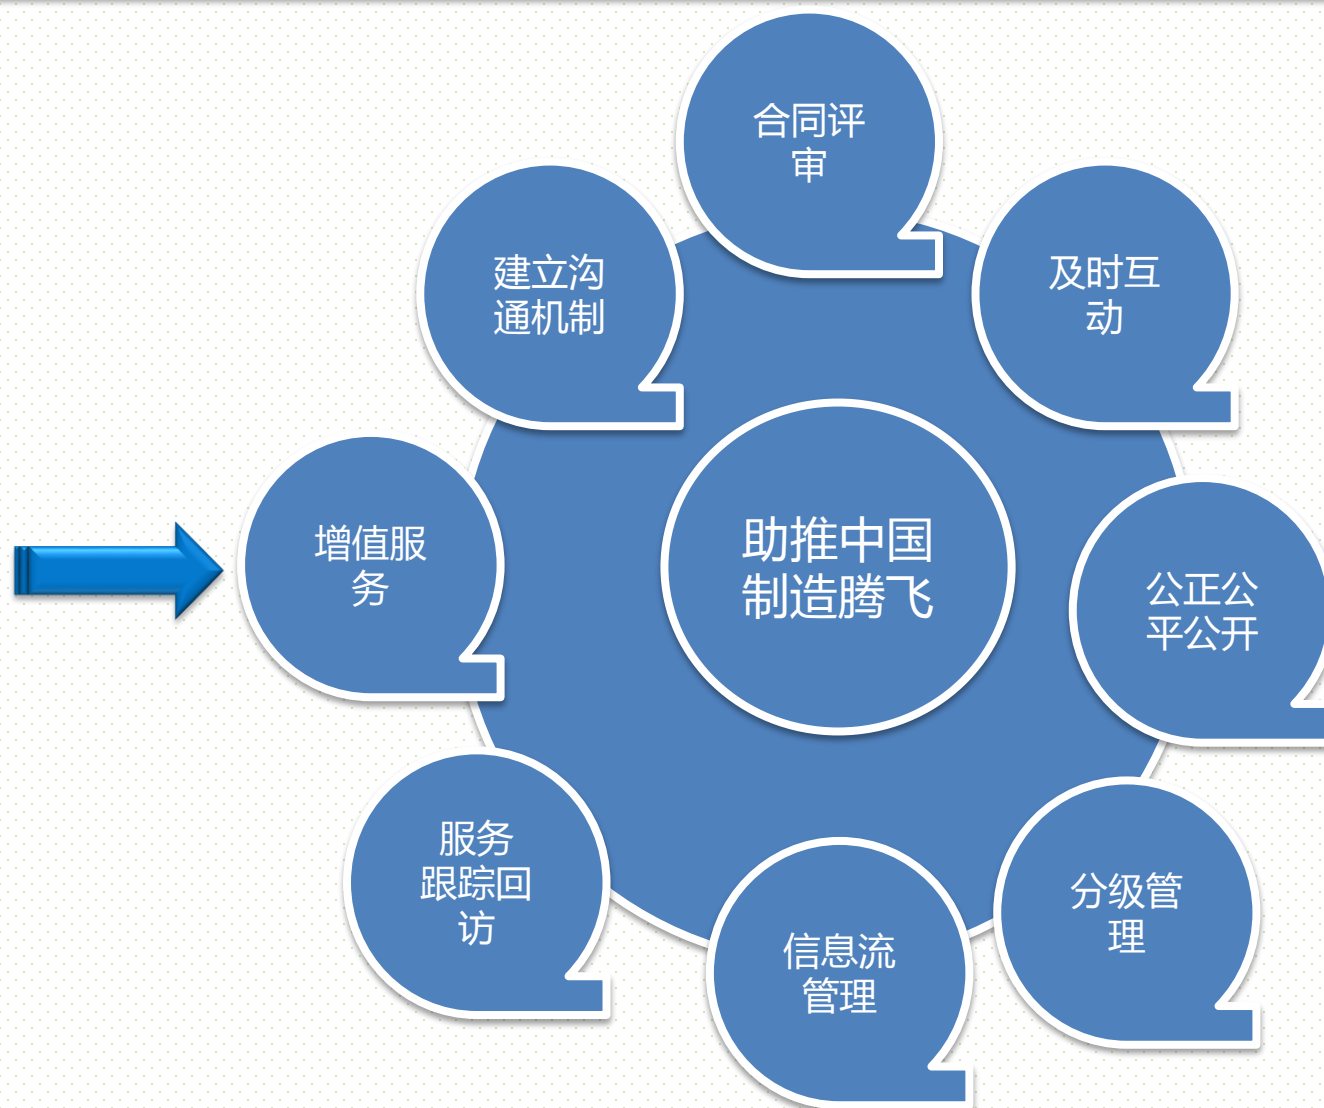 合同评
审
建立沟
通机制
及时互
动
增值服
务
助推中国
制造腾飞
公正公
平公开
服务
跟踪回
访
分级管
理
信息流
管理